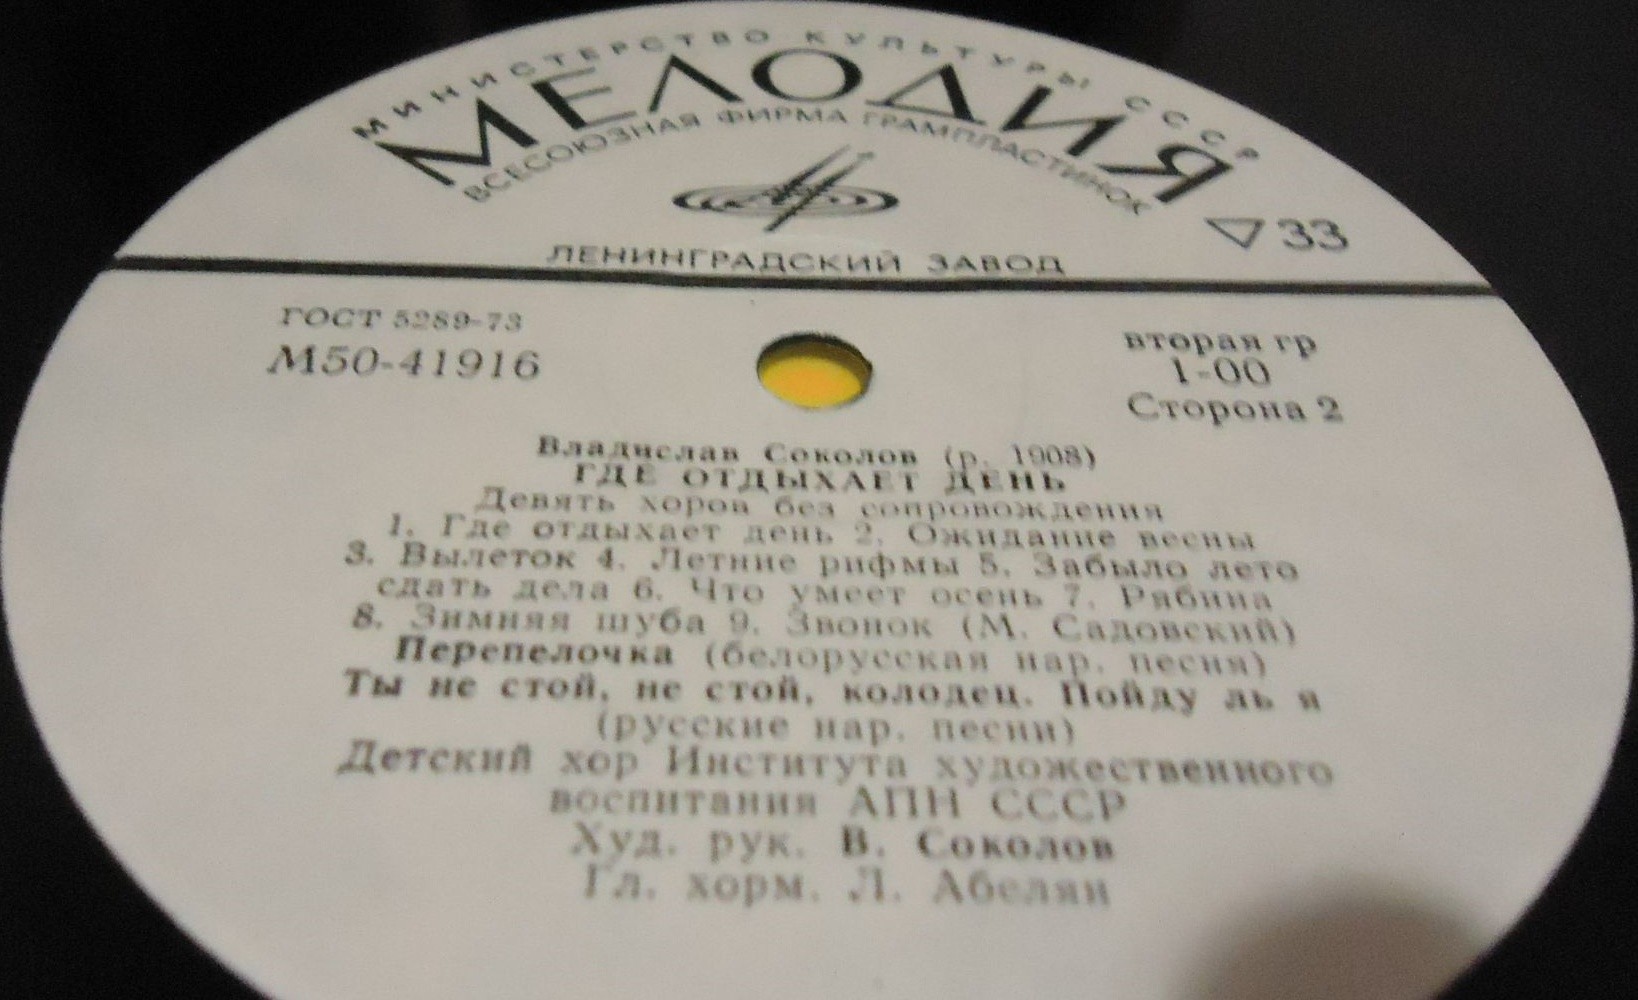 МИНИСТЕРСТВО КУЛЬТУРЫ СССР
МЕЛОДИЯ
ВСЕСОЮЗНАЯ ФИРМА ГРАМПЛАСТИНОК
33
ЛЕНИНГРАДСКИЙ ЗАВОД
ГОСТ 5289-73
М50-41916
вторая гр
1-00
Сторона 2
Владислав Соколов (р. 1908)
ГДЕ ОТДЫХАЕТ ДЕНЬ
Девять хоров без сопровождения
1. Где отдыхает день 2. Ожидание весны
3. Вылеток 4. Летние рифмы 5. Забыло лето
сдать дела 6. Что умеет осень 7. Рябина
8. Зимняя шуба 9. Звонок (М. Садовский)
Перепелочка (белорусская нар. песня)
Ты не стой, не стой, колодец. Пойду ль я
(русские нар. песни)
Детский хор Института художественного
воспитания АПН СССР
Худ. рук. В. Соколов
Гл. хорм. Л. Абелян